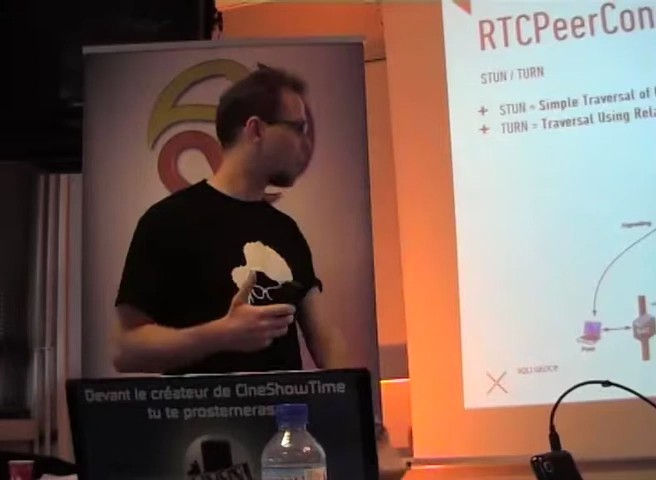 RTCPeerCon
STUN / TURN
+ STUN = Simple Traversal of
+ TURN = Traversal Using Rela
Devant le créateur de CineShowTime
tu te prosterneras